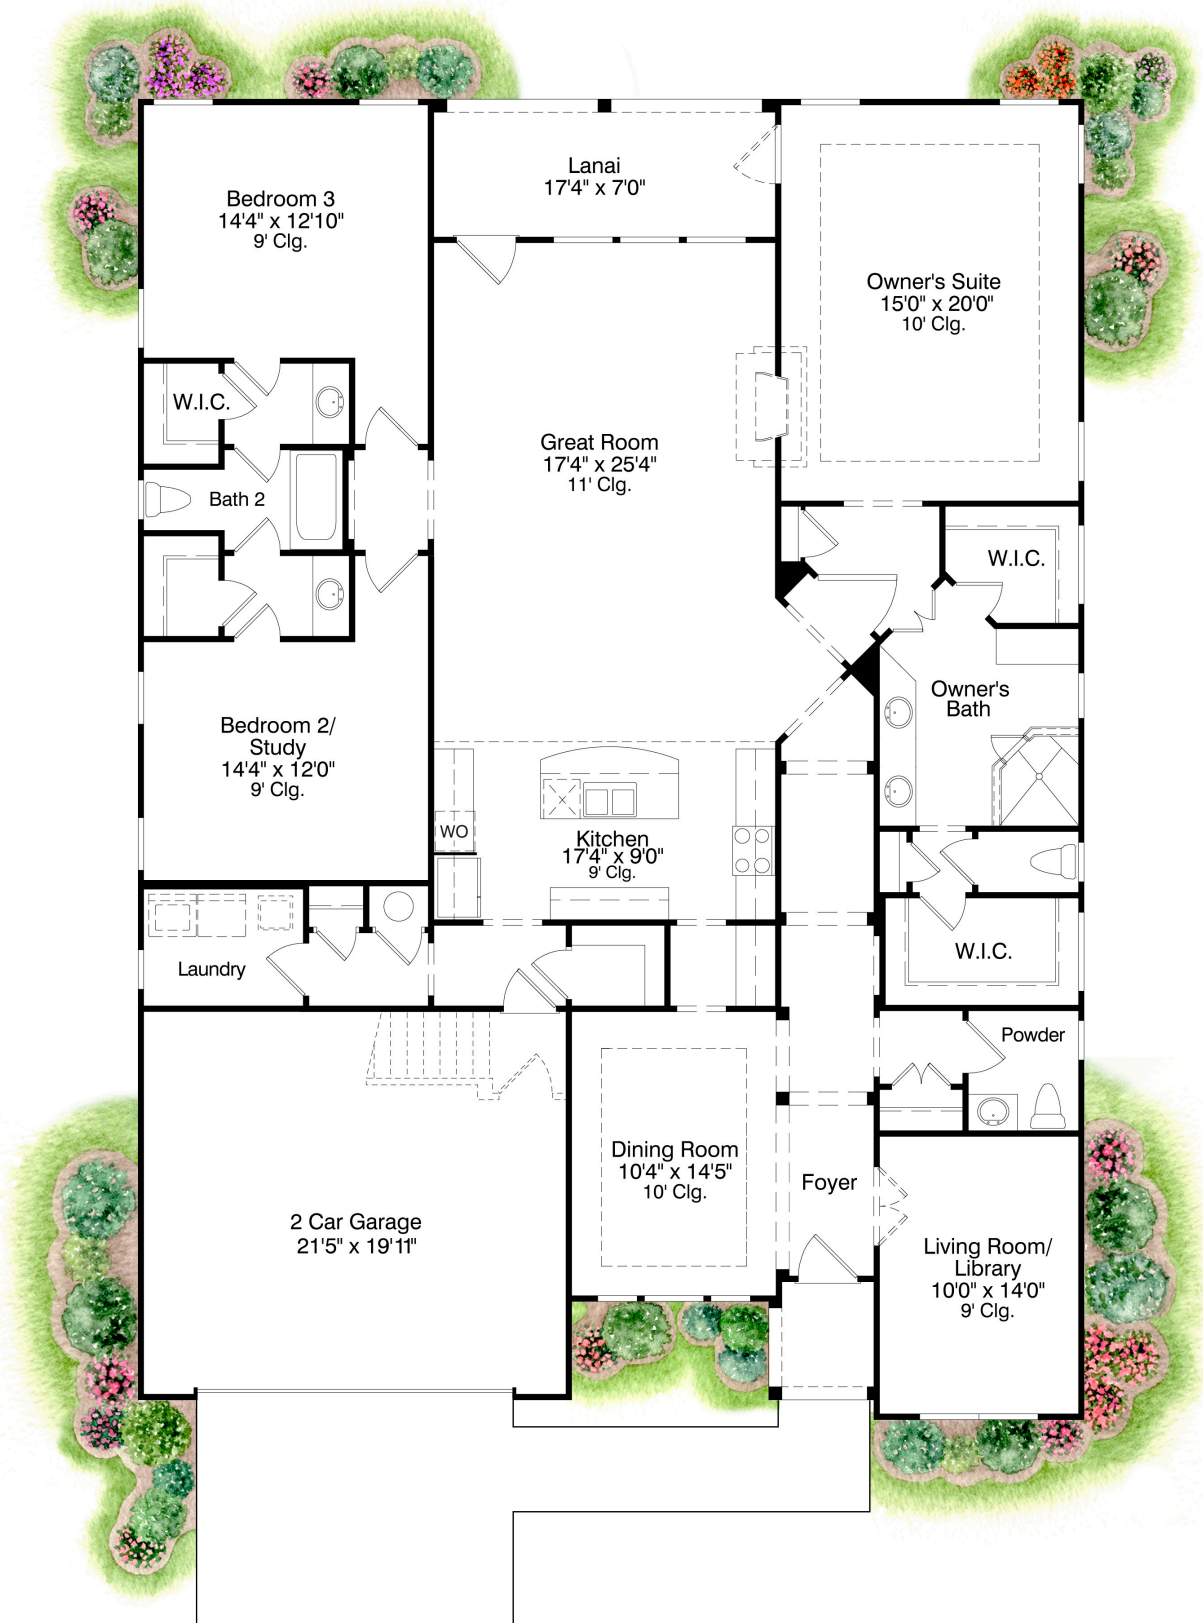 Bedroom 3
14'4" x 12'10"
9' Clg.
Lanai
17'4" x 7'0"
Owner's Suite
15'0" x 20'0"
10' Clg.
W.I.C.
Great Room
17'4" x 25'4"
11' Clg.
Bath 2
W.I.C.
Owner's
Bath
Bedroom 2/
Study
14'4" x 12'0"
9' Clg.
WO
Kitchen
17'4" x 9'0"
9' Clg.
Laundry
W.I.C.
Powder
Dining Room
10'4" x 14'5"
10' Clg.
Foyer
2 Car Garage
21'5" x 19'11"
Living Room/
Library
10'0" x 14'0"
9' Clg.